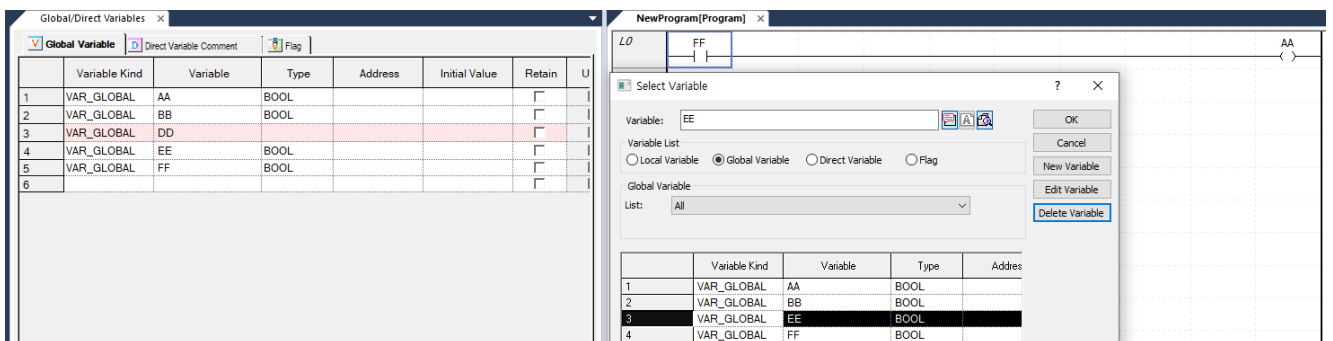 Global/Direct Variables ×
V Global Variable D Direct Variable Comment Flag
Variable Kind Variable Type Address Initial Value Retain U
1 VAR_GLOBAL AA BOOL
2 VAR_GLOBAL BB BOOL
3 VAR_GLOBAL DD
4 VAR_GLOBAL EE BOOL
5 VAR_GLOBAL FF BOOL
6
NewProgram[Program] ×
L0 FF AA
Select Variable ? ×
Variable: EE A OK
Cancel
Variable List
Local Variable Global Variable Direct Variable Flag
New Variable
Global Variable
Edit Variable
List: All
Delete Variable
Variable Kind Variable Type Addres
1 VAR_GLOBAL AA BOOL
2 VAR_GLOBAL BB BOOL
3 VAR_GLOBAL EE BOOL
4 VAR_GLOBAL FF BOOL